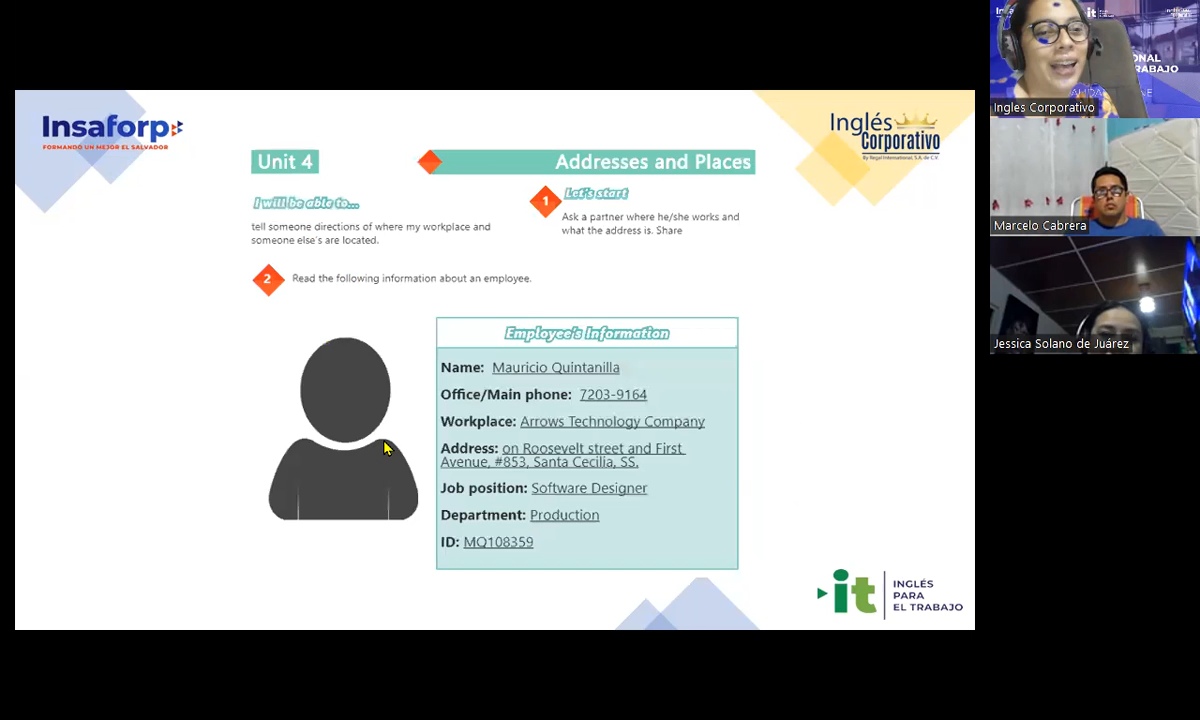 Insaforp
FORMANDO UN MEJOR EL SALVADOR
Inglés
Corporativo
By Regal International, S.A. de C.V.
Unit 4
Addresses and Places
I will be able to...
tell someone directions of where my workplace and
someone else's are located.
1
Let's start
Ask a partner where he/she works and
what the address is. Share
2
Read the following information about an employee.
Employee's Information
Name: Mauricio Quintanilla
Office/Main phone: 7203-9164
Workplace: Arrows Technology Company
Address: on Roosevelt street and First
Avenue, #853, Santa Cecilia, SS.
Job position: Software Designer
Department: Production
ID: MQ108359
it
INGLÉS
PARA
EL TRABAJO
it
ONAL
RABAJO
Ingles Corporativo
Marcelo Cabrera
Jessica Solano de Juárez